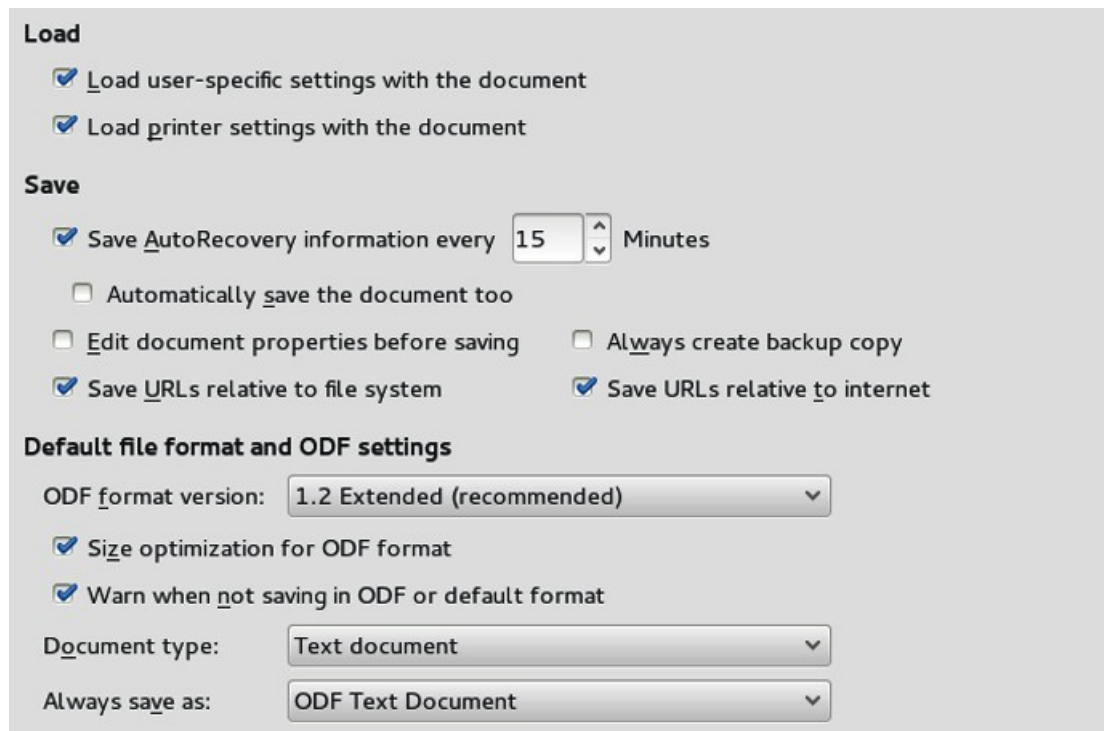 Load
Load user-specific settings with the document
Load printer settings with the document
Save
Save AutoRecovery information every 15 Minutes
Automatically save the document too
Edit document properties before saving Always create backup copy
Save URLs relative to file system Save URLs relative to internet
Default file format and ODF settings
ODF format version: 1.2 Extended (recommended)
Size optimization for ODF format
Warn when not saving in ODF or default format
Document type: Text document
Always save as: ODF Text Document